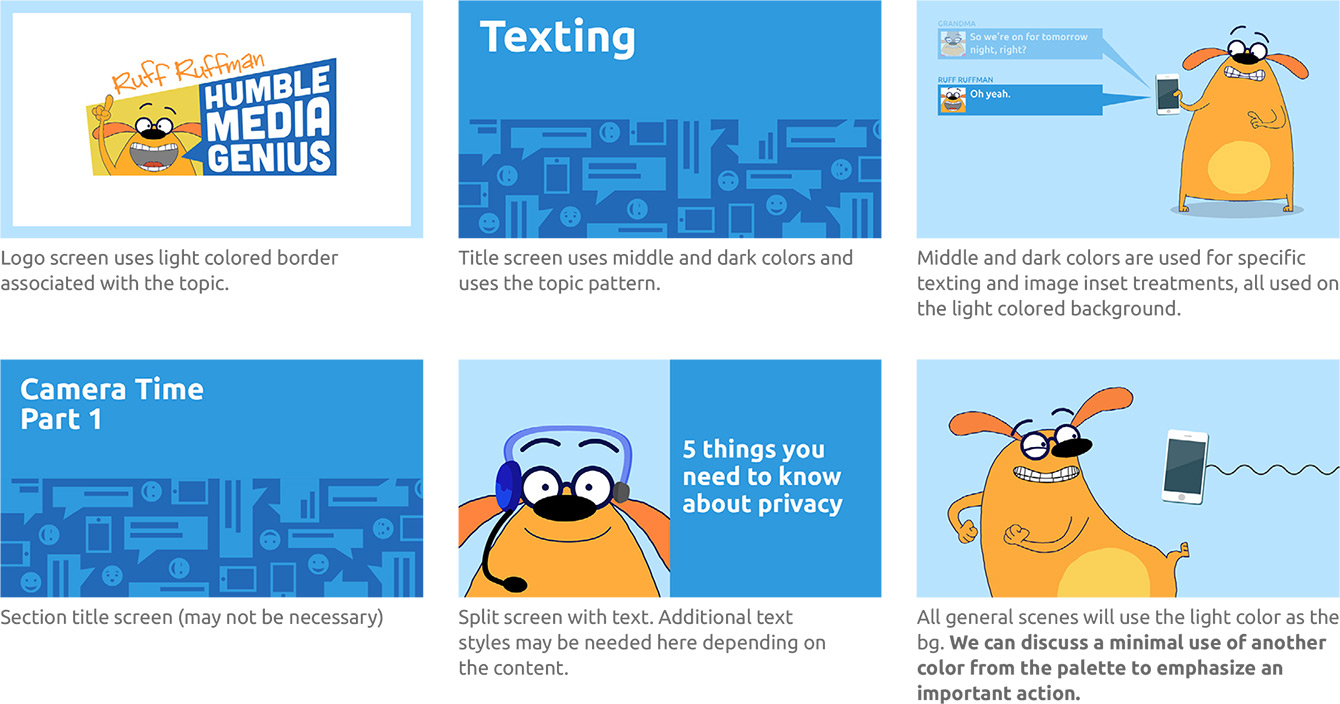 Ruff Ruffman
HUMBLE
MEDIA
GENIUS
Logo screen uses light colored border
associated with the topic.
Texting
Title screen uses middle and dark colors and
uses the topic pattern.
GRANDMA
So we're on for tomorrow
night, right?
RUFF RUFFMAN
Oh yeah.
Middle and dark colors are used for specific
texting and image inset treatments, all used on
the light colored background.
Camera Time
Part 1
Section title screen (may not be necessary)
5 things you
need to know
about privacy
Split screen with text. Additional text
styles may be needed here depending on
the content.
All general scenes will use the light color as the
bg. We can discuss a minimal use of another
color from the palette to emphasize an
important action.